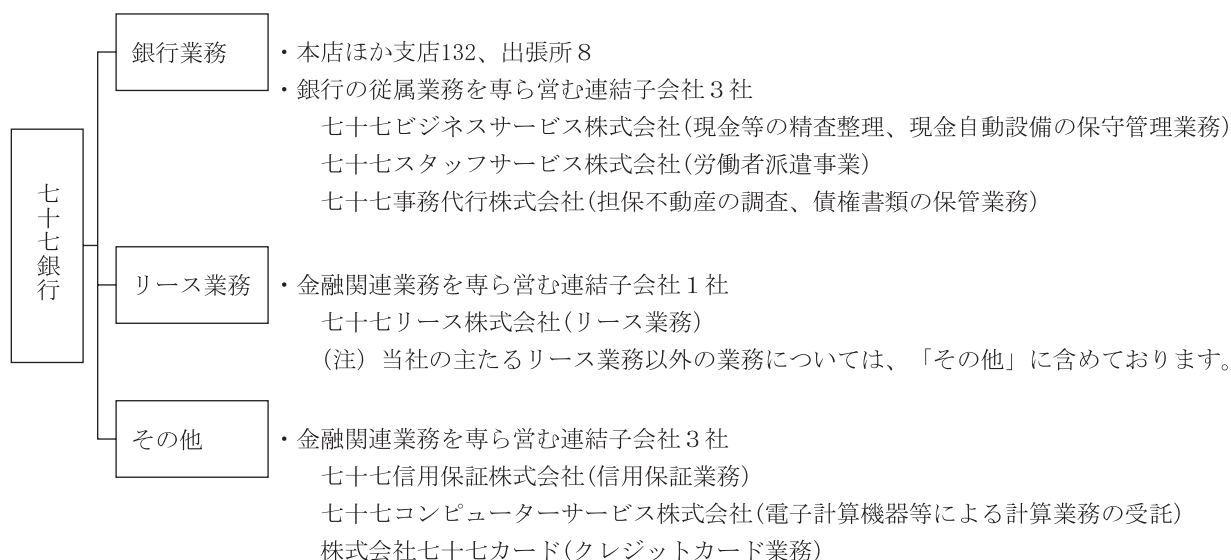 七十七銀行
銀行業務
・本店ほか支店132、出張所８
・銀行の従属業務を専ら営む連結子会社３社
七十七ビジネスサービス株式会社(現金等の精査整理、現金自動設備の保守管理業務)
七十七スタッフサービス株式会社(労働者派遣事業)
七十七事務代行株式会社(担保不動産の調査、債権書類の保管業務)
リース業務
・金融関連業務を専ら営む連結子会社１社
七十七リース株式会社(リース業務)
(注) 当社の主たるリース業務以外の業務については、「その他」に含めております。
その他
・金融関連業務を専ら営む連結子会社３社
七十七信用保証株式会社(信用保証業務)
七十七コンピューターサービス株式会社(電子計算機器等による計算業務の受託)
株式会社七十七カード(クレジットカード業務)